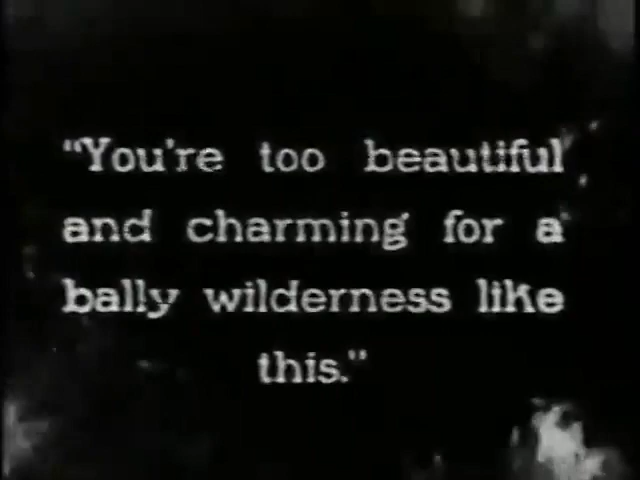 "You're too beautiful
and charming for a
bally wilderness like
this."